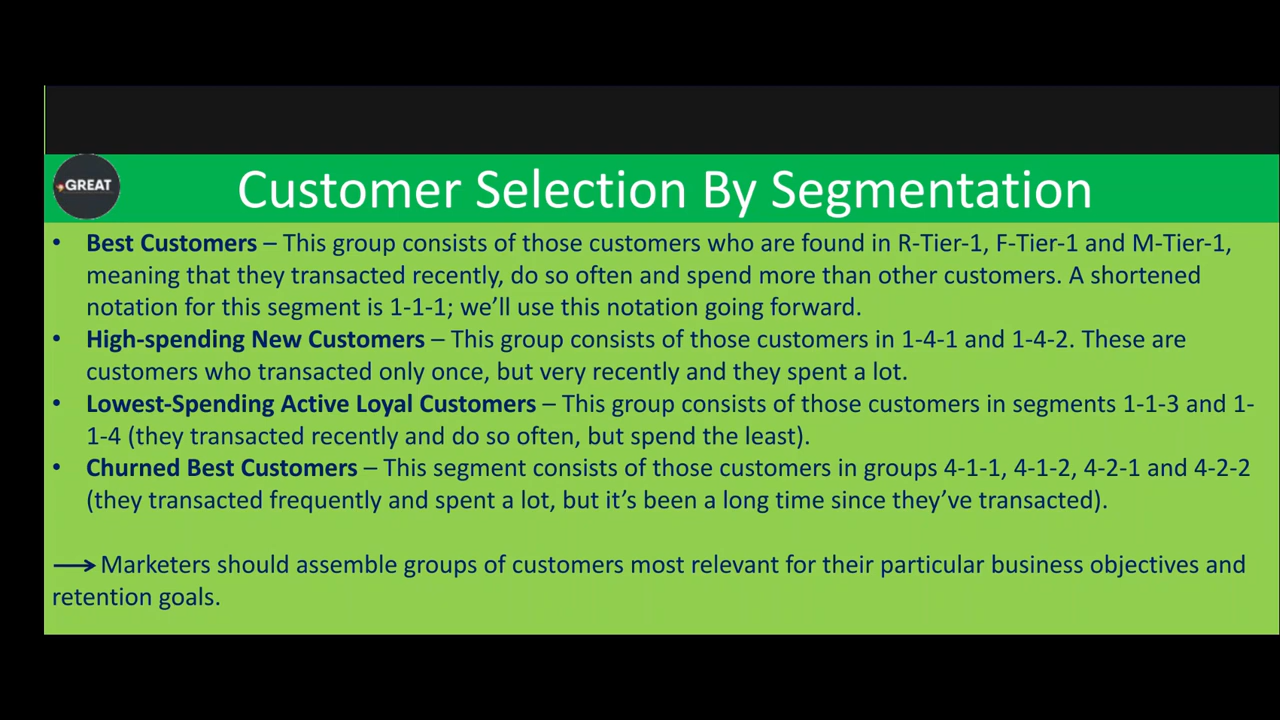 GREAT
Customer Selection By Segmentation
• Best Customers – This group consists of those customers who are found in R-Tier-1, F-Tier-1 and M-Tier-1,
meaning that they transacted recently, do so often and spend more than other customers. A shortened
notation for this segment is 1-1-1; we’ll use this notation going forward.
• High-spending New Customers – This group consists of those customers in 1-4-1 and 1-4-2. These are
customers who transacted only once, but very recently and they spent a lot.
• Lowest-Spending Active Loyal Customers – This group consists of those customers in segments 1-1-3 and 1-
1-4 (they transacted recently and do so often, but spend the least).
• Churned Best Customers – This segment consists of those customers in groups 4-1-1, 4-1-2, 4-2-1 and 4-2-2
(they transacted frequently and spent a lot, but it’s been a long time since they’ve transacted).
→ Marketers should assemble groups of customers most relevant for their particular business objectives and
retention goals.